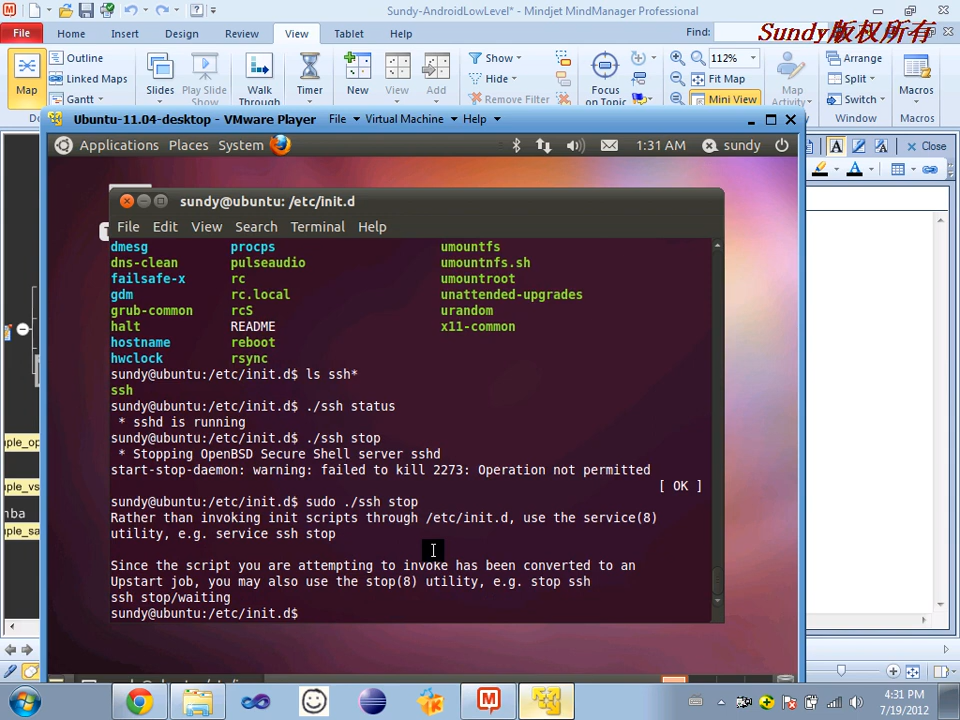 Sundy-AndroidLowLevel* - Mindjet MindManager Professional
File Home Insert Design Review View Tablet Help Find:
Sundy版权所有
Outline
Linked Maps
Gantt
Map
Slides
Play Slide Show
Walk Through
Timer
New
View
Add
Show
Hide
Remove Filter
Focus on Topic
112%
Fit Map
Mini View
Map Activity
Arrange
Split
Switch
Window
Macros
Macros
Ubuntu-11.04-desktop - VMware Player File Virtual Machine Help
Close
Applications Places System 1:31 AM sundy
sundy@ubuntu: /etc/init.d
File Edit View Search Terminal Help
dmesg procps umountfs
dns-clean pulseaudio umountnfs.sh
failsafe-x rc umountroot
gdm rc.local unattended-upgrades
grub-common rcS urandom
halt README x11-common
hostname reboot
hwclock rsync
sundy@ubuntu:/etc/init.d$ ls ssh*
ssh
sundy@ubuntu:/etc/init.d$ ./ssh status
* sshd is running
sundy@ubuntu:/etc/init.d$ ./ssh stop
* Stopping OpenBSD Secure Shell server sshd
start-stop-daemon: warning: failed to kill 2273: Operation not permitted
[ OK ]
sundy@ubuntu:/etc/init.d$ sudo ./ssh stop
Rather than invoking init scripts through /etc/init.d, use the service(8)
utility, e.g. service ssh stop
Since the script you are attempting to invoke has been converted to an
Upstart job, you may also use the stop(8) utility, e.g. stop ssh
ssh stop/waiting
sundy@ubuntu:/etc/init.d$
mple_op
mple_vs
nba
mple_sa
4:31 PM
7/19/2012